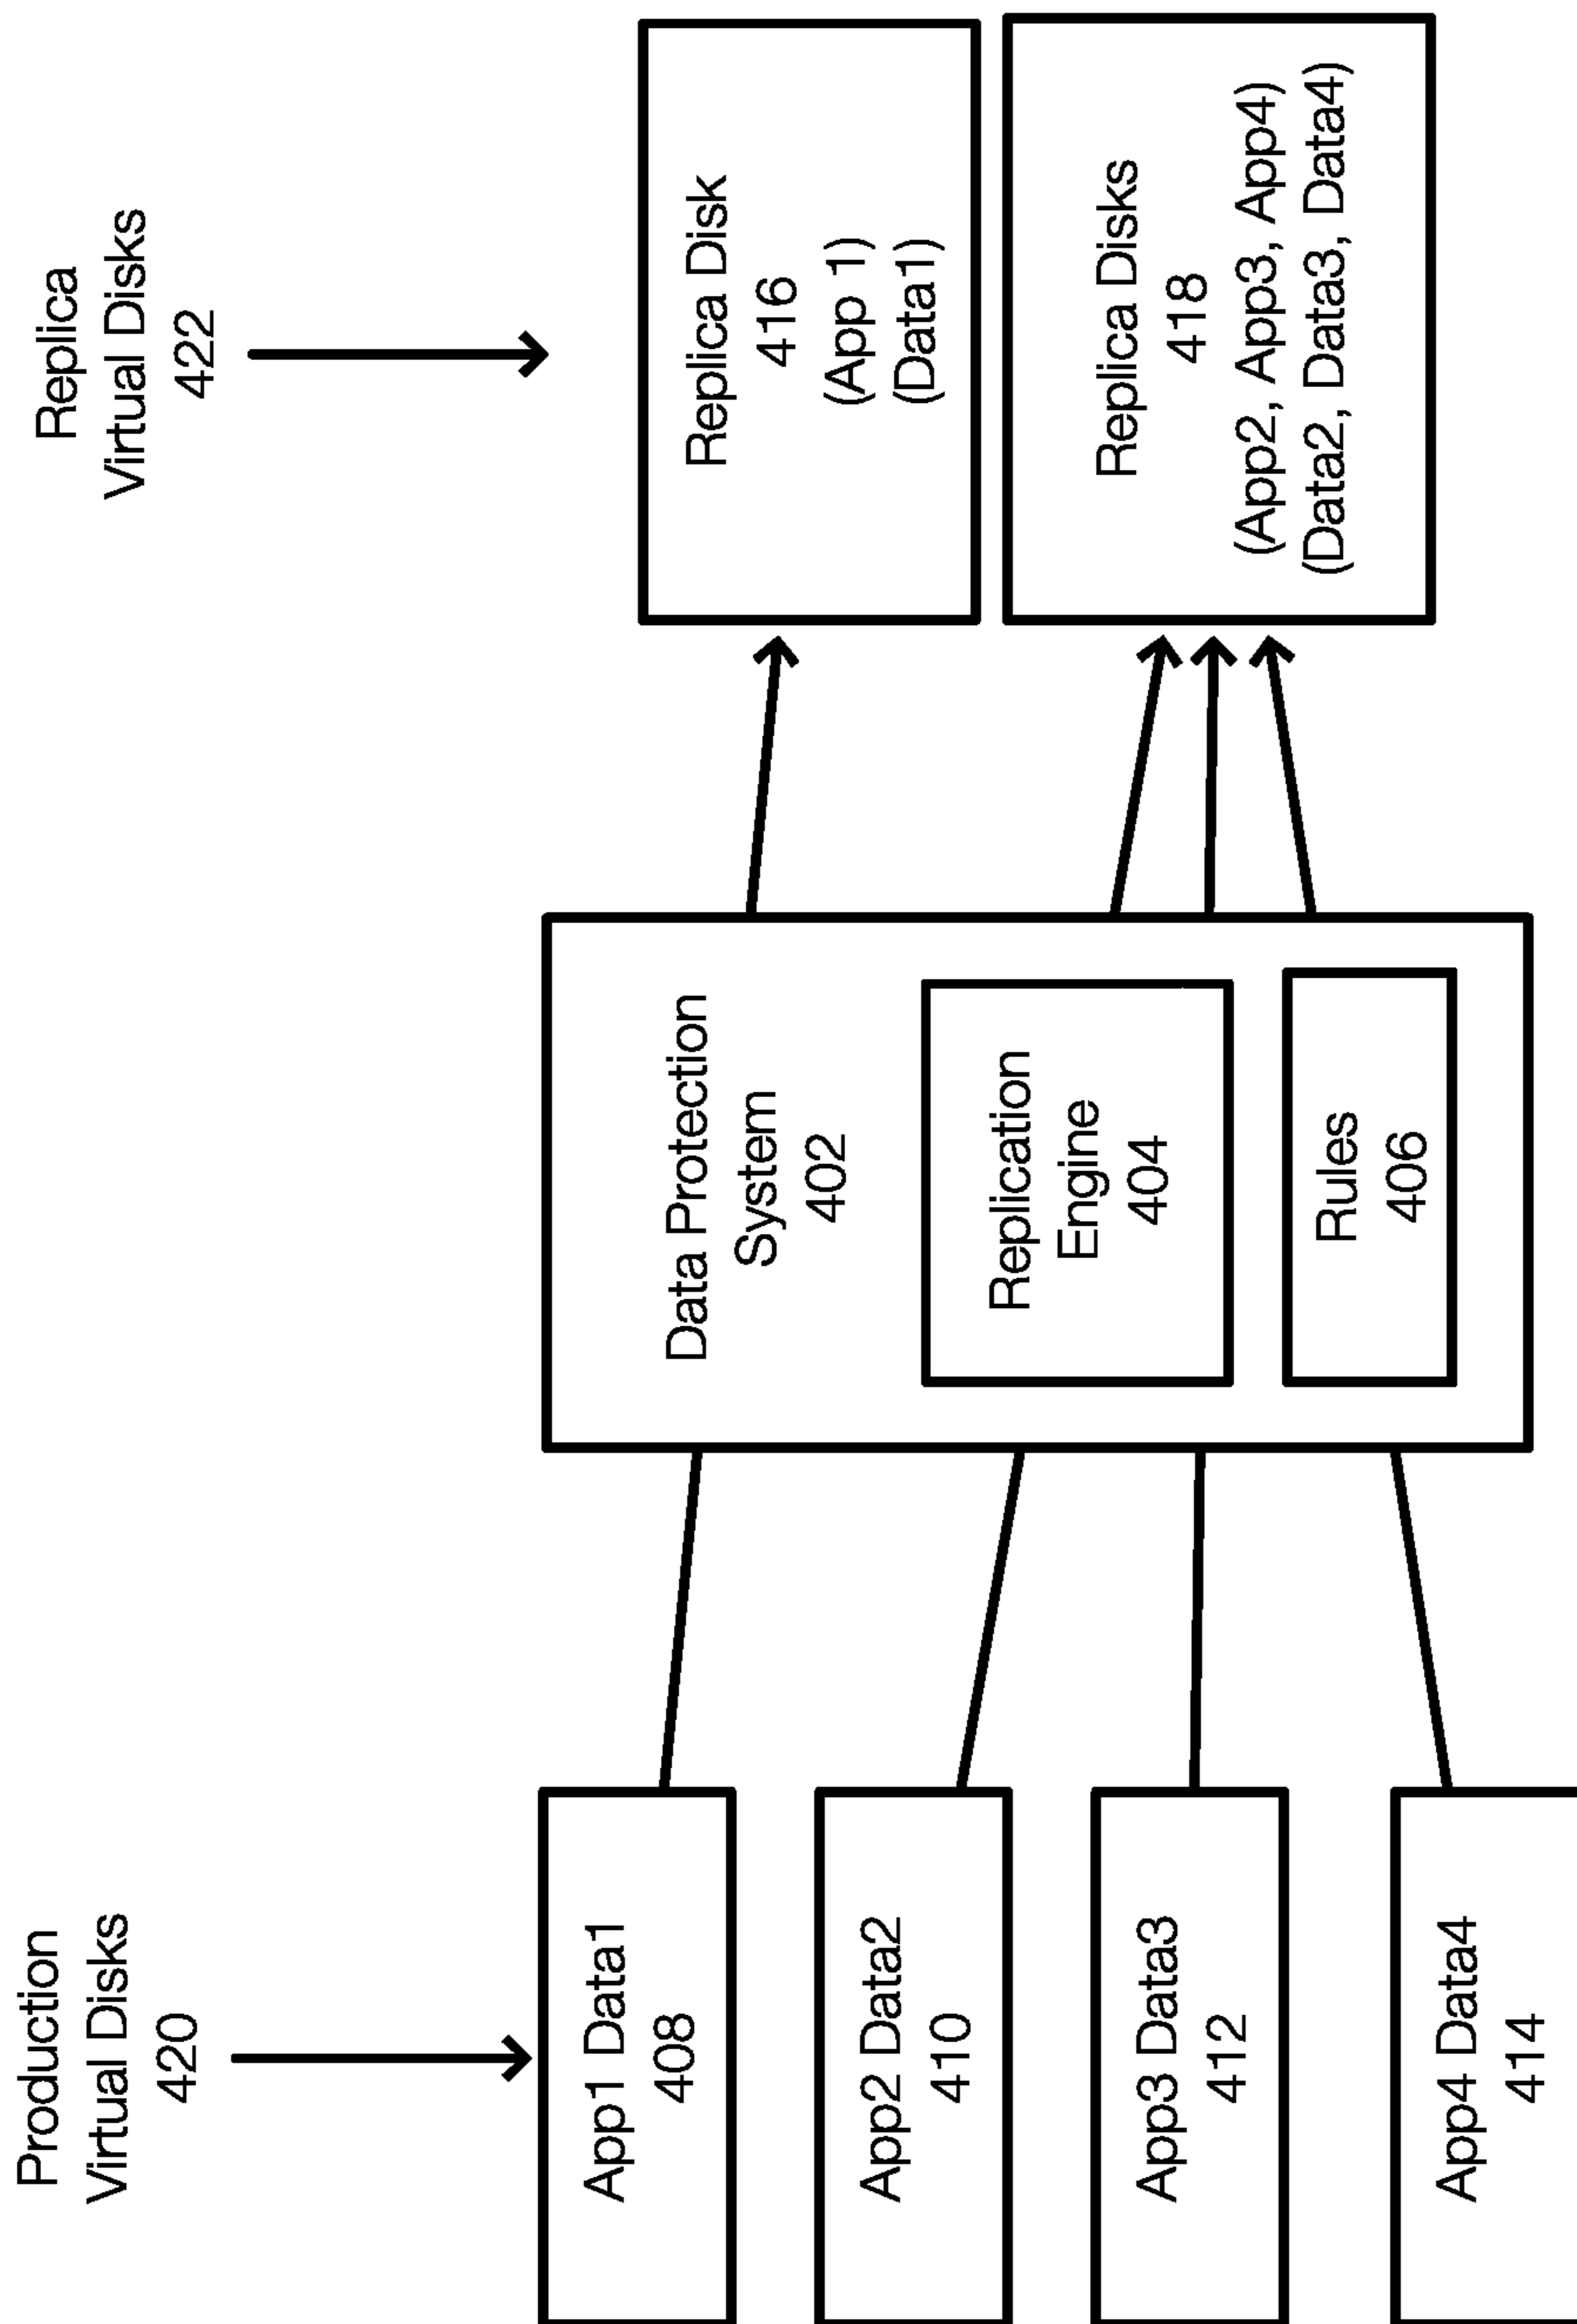 Production
Virtual Disks
420
Replica
Virtual Disks
422
App1 Data1
408
App2 Data2
410
App3 Data3
412
App4 Data4
414
Data Protection
System
402
Replication
Engine
404
Rules
406
Replica Disk
416
(App 1)
(Data1)
Replica Disks
418
(App2, App3, App4)
(Data2, Data3, Data4)